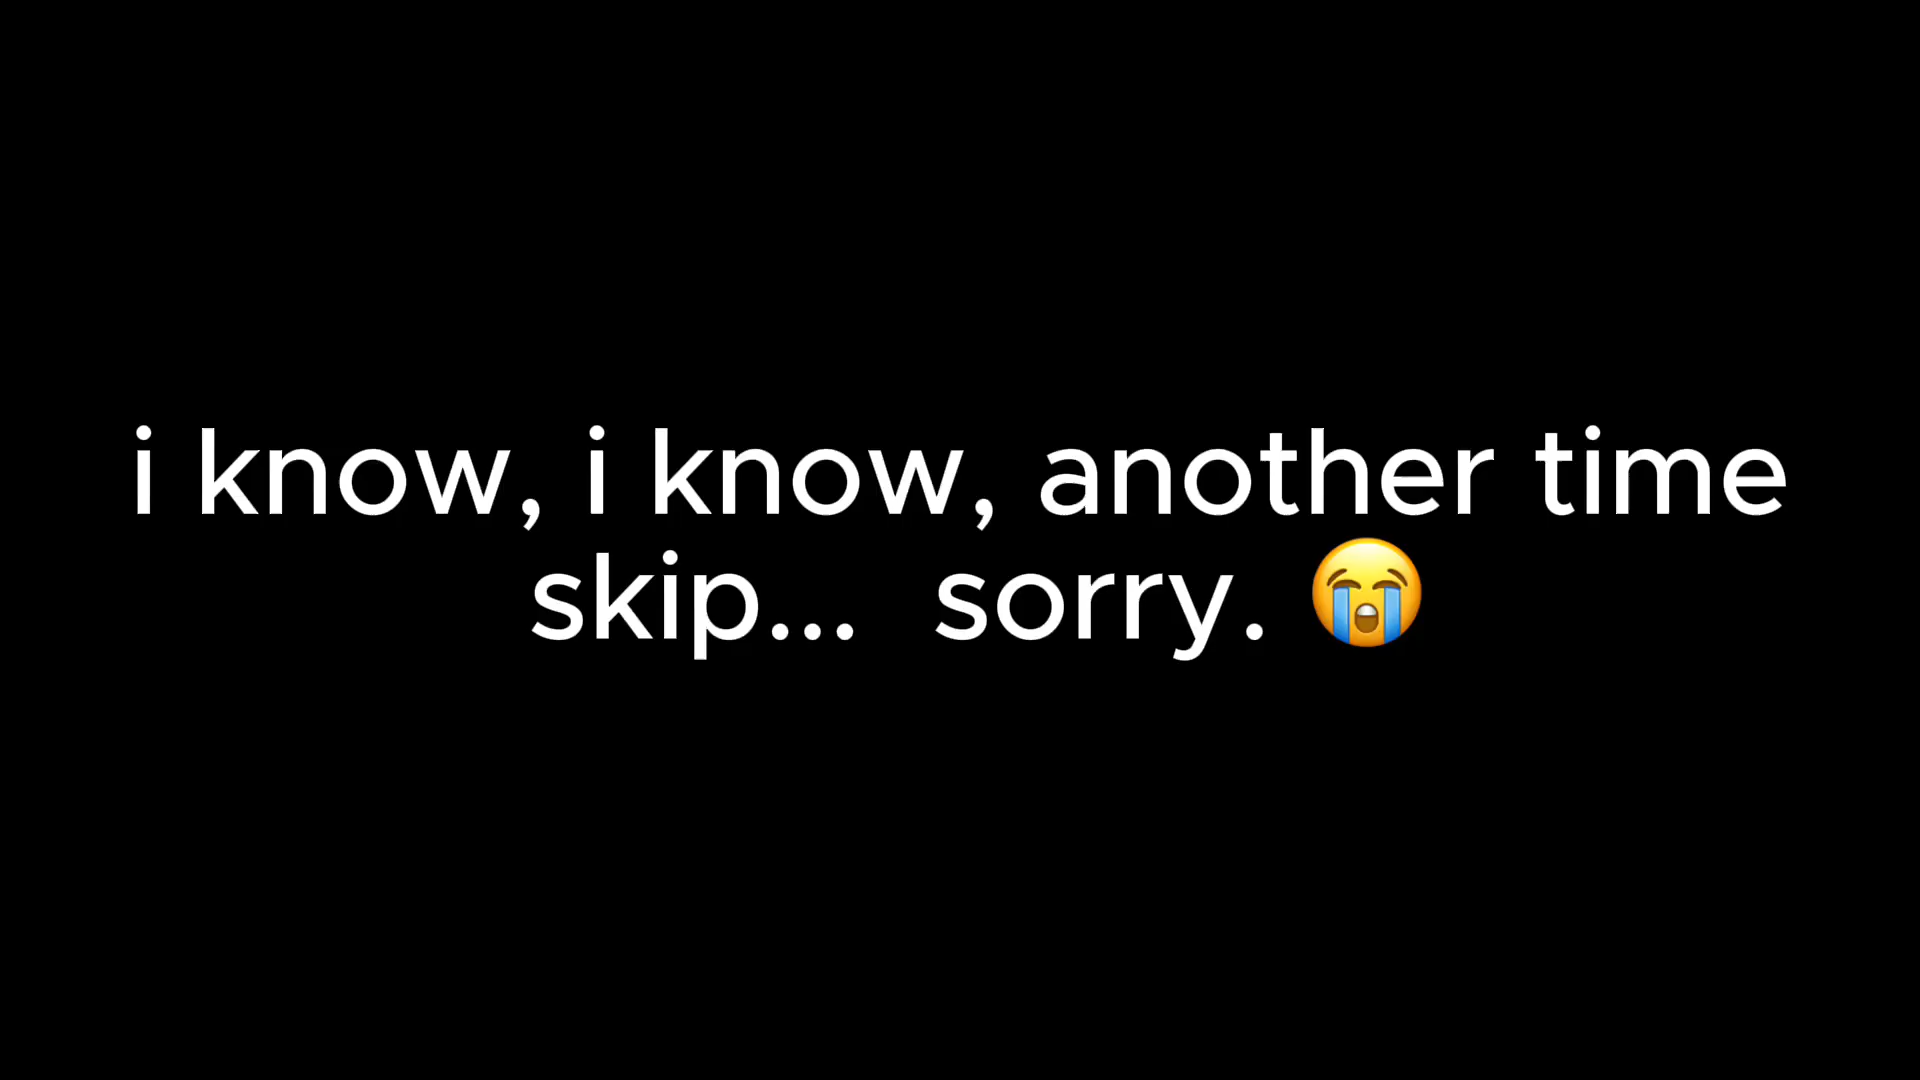 i know, i know, another time
skip...  sorry. 😭